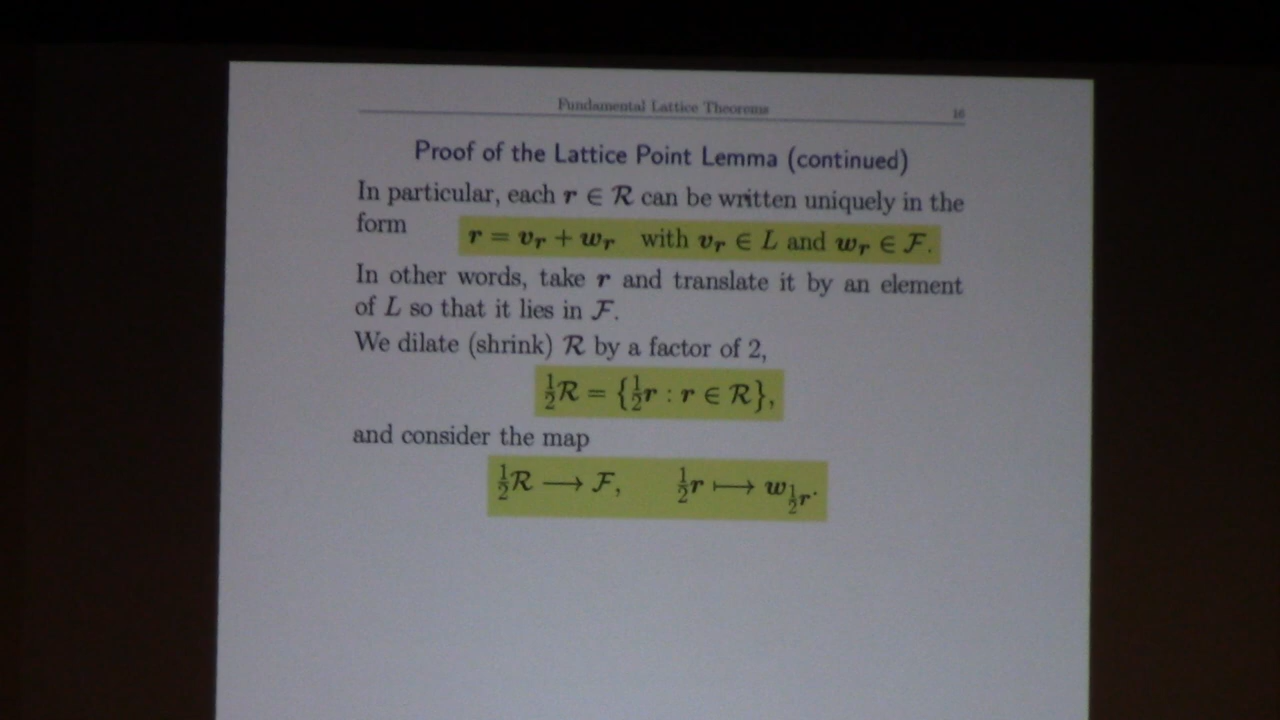 Fundamental Lattice Theorems 16
Proof of the Lattice Point Lemma (continued)
In particular, each r ∈ ℛ can be written uniquely in the
form r = v_r + w_r with v_r ∈ L and w_r ∈ ℱ.
In other words, take r and translate it by an element
of L so that it lies in ℱ.
We dilate (shrink) ℛ by a factor of 2,
½ℛ = {½r : r ∈ ℛ},
and consider the map
½ℛ ⟶ ℱ, ½r ⟼ w_{½r}.